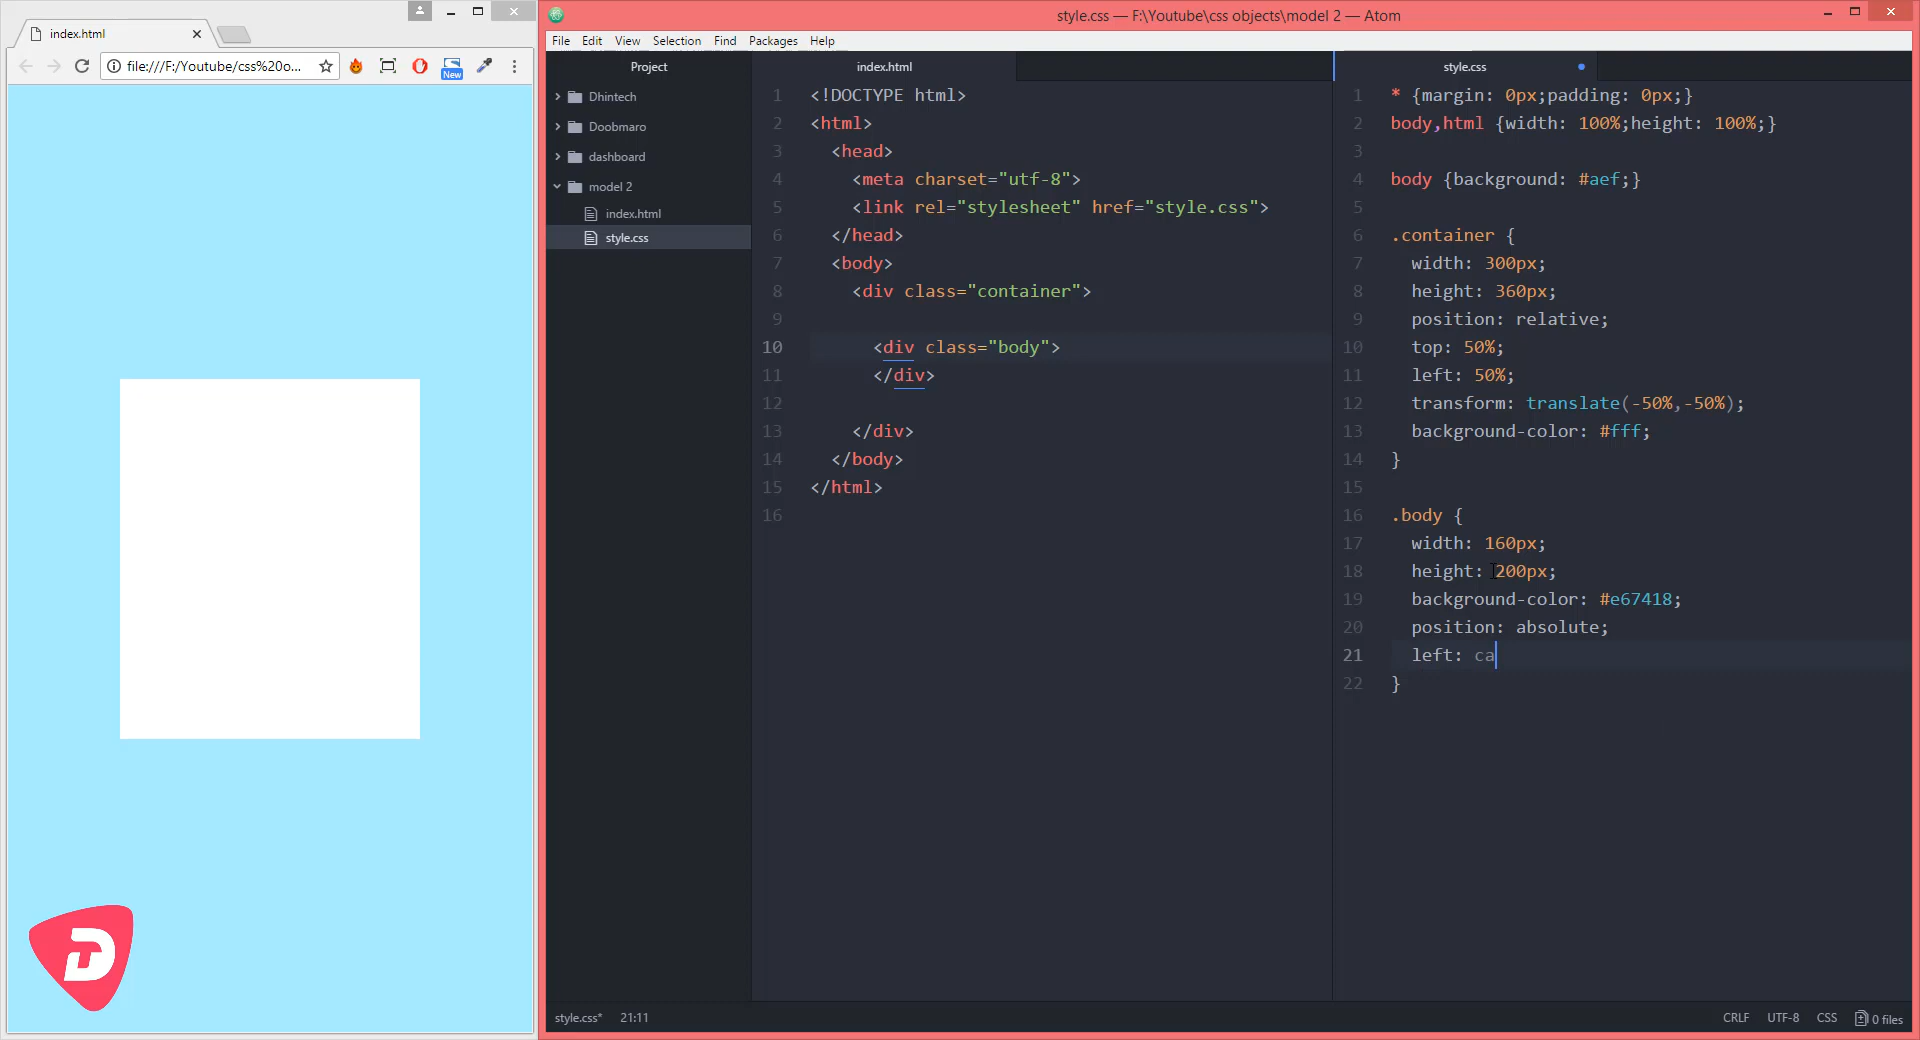 index.html
file:///F:/Youtube/css%20o...
New
D
style.css — F:\Youtube\css objects\model 2 — Atom
File Edit View Selection Find Packages Help
Project
Dhintech
Doobmaro
dashboard
model 2
index.html
style.css
index.html
1 <!DOCTYPE html>
2 <html>
3 <head>
4 <meta charset="utf-8">
5 <link rel="stylesheet" href="style.css">
6 </head>
7 <body>
8 <div class="container">
9
10 <div class="body">
11 </div>
12
13 </div>
14 </body>
15 </html>
16
style.css
1 * {margin: 0px;padding: 0px;}
2 body,html {width: 100%;height: 100%;}
3
4 body {background: #aef;}
5
6 .container {
7 width: 300px;
8 height: 360px;
9 position: relative;
10 top: 50%;
11 left: 50%;
12 transform: translate(-50%,-50%);
13 background-color: #fff;
14 }
15
16 .body {
17 width: 160px;
18 height: 200px;
19 background-color: #e67418;
20 position: absolute;
21 left: ca
22 }
style.css* 21:11
CRLF UTF-8 CSS 0 files